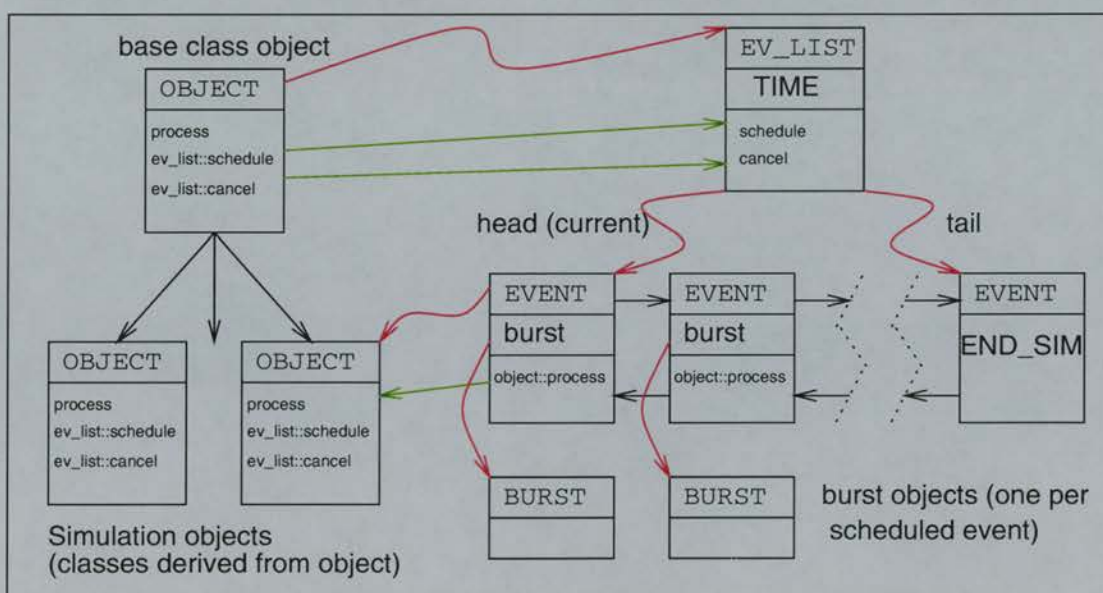 base class object
OBJECT
process
ev_list::schedule
ev_list::cancel
EV_LIST
TIME
schedule
cancel
head (current)
tail
OBJECT
process
ev_list::schedule
ev_list::cancel
OBJECT
process
ev_list::schedule
ev_list::cancel
EVENT
burst
object::process
EVENT
burst
object::process
EVENT
END_SIM
BURST
BURST
Simulation objects
(classes derived from object)
burst objects (one per
scheduled event)